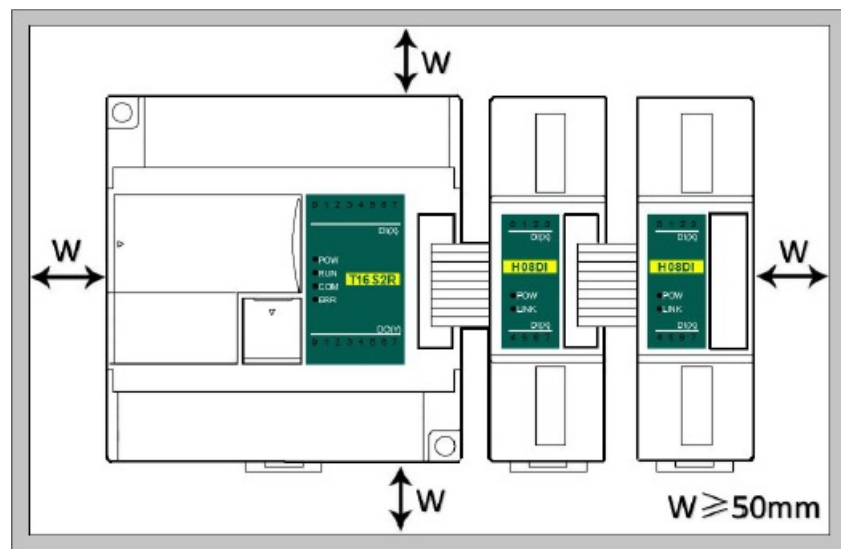 W
0 1 2 3 4 5 6 7
DI(X)
POW
RUN
COM
ERR
T16S2R
DO(Y)
0 1 2 3 4 5 6 7
0 1 2 3
DI(X)
H08DI
POW
LINK
DI(X)
4 5 6 7
0 1 2 3
DI(X)
H08DI
POW
LINK
DI(X)
4 5 6 7
W
W
W
W≥50mm